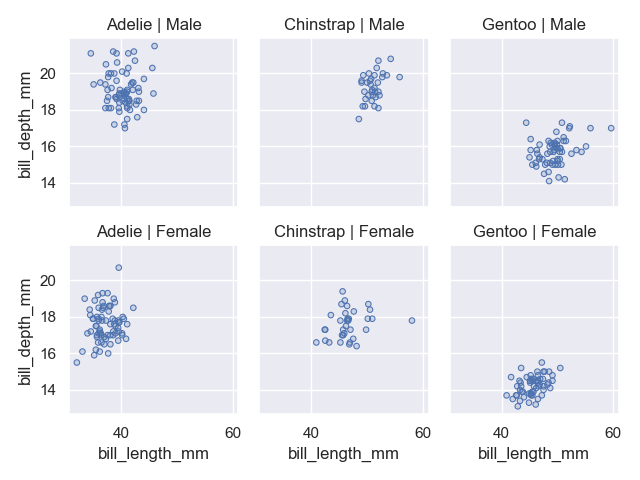 Adelie | Male
Chinstrap | Male
Gentoo | Male
bill_depth_mm
20
18
16
14
Adelie | Female
Chinstrap | Female
Gentoo | Female
bill_depth_mm
20
18
16
14
40
60
40
60
40
60
bill_length_mm
bill_length_mm
bill_length_mm